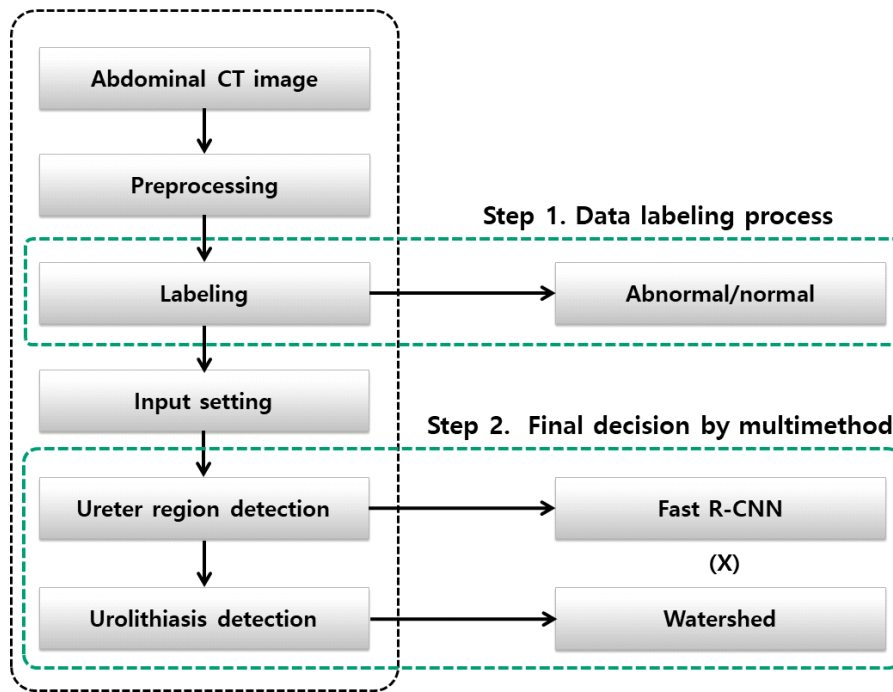 Abdominal CT image
Preprocessing
Step 1. Data labeling process
Labeling
Abnormal/normal
Input setting
Step 2. Final decision by multimethod
Ureter region detection
Fast R-CNN
(X)
Urolithiasis detection
Watershed